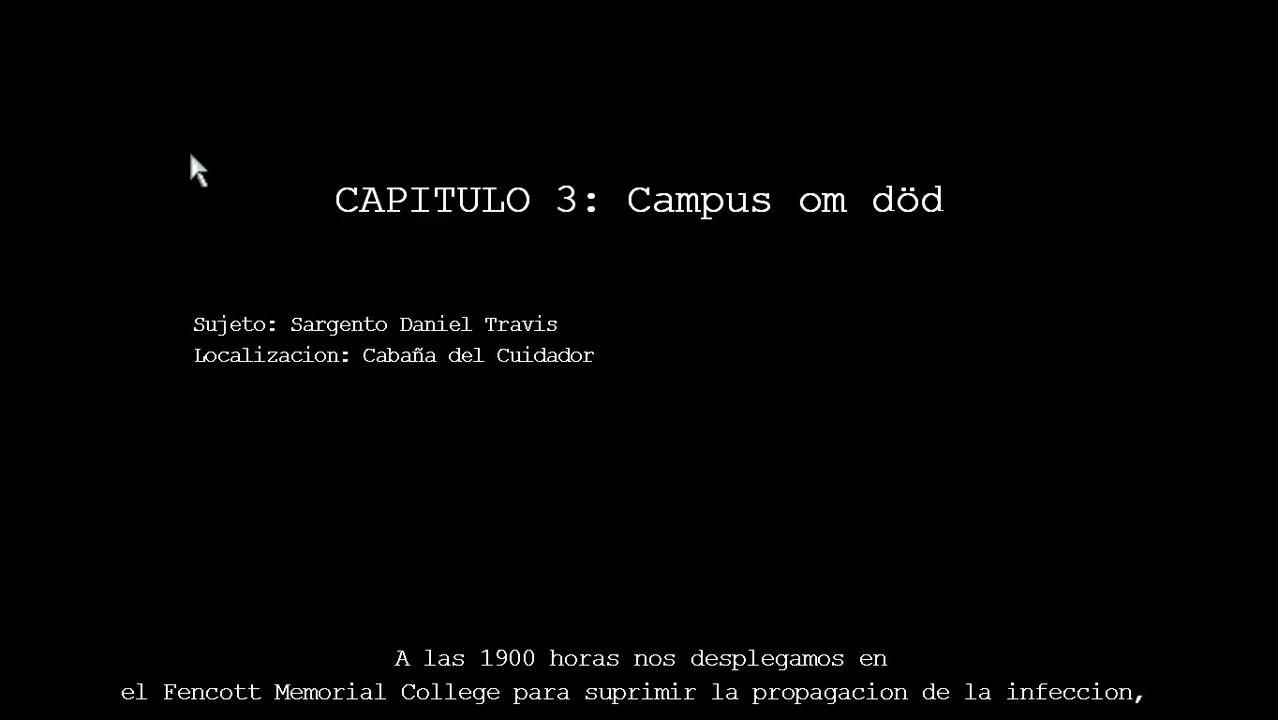 CAPITULO 3: Campus om död
Sujeto: Sargento Daniel Travis
Localizacion: Cabaña del Cuidador
A las 1900 horas nos desplegamos en
el Fencott Memorial College para suprimir la propagacion de la infeccion,